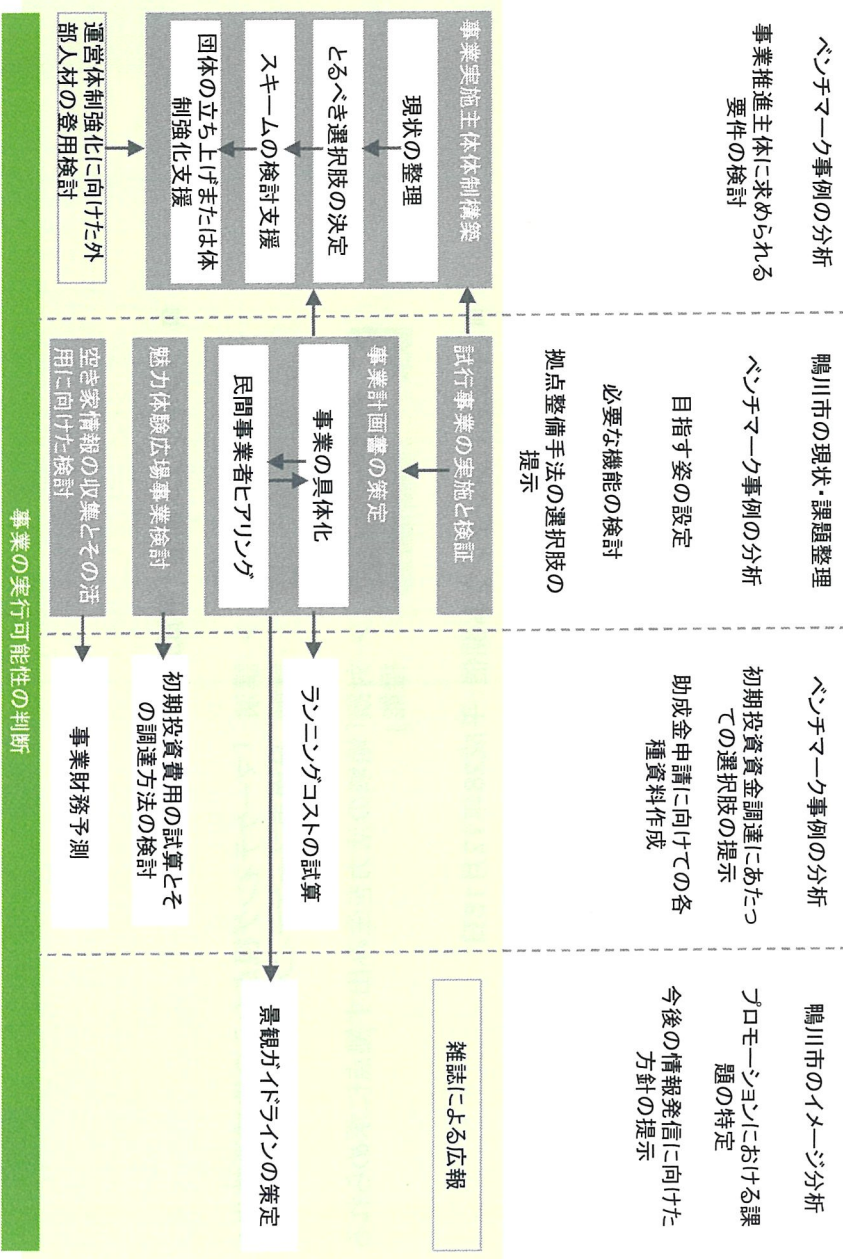 ベンチマーク事例の分析
事業推進主体に求められる
要件の検討
事業実施主体体制構築
現状の整理
とるべき選択肢の決定
スキームの検討支援
団体の立ち上げまたは体
制強化支援
運営体制強化に向けた外
部人材の登用検討
鴨川市の現状・課題整理
ベンチマーク事例の分析
目指す姿の設定
必要な機能の検討
拠点整備手法の選択肢の
提示
試行事業の実施と検証
事業計画書の策定
事業の具体化
民間事業者ヒアリング
魅力体験広場事業検討
空き家情報の収集とその活
用に向けた検討
ベンチマーク事例の分析
初期投資資金調達にあたっ
ての選択肢の提示
助成金申請に向けての各
種資料作成
ランニングコストの試算
初期投資費用の試算とそ
の調達方法の検討
事業財務予測
鴨川市のイメージ分析
プロモーションにおける課
題の特定
今後の情報発信に向けた
方針の提示
雑誌による広報
景観ガイドラインの策定
事業の実行可能性の判断